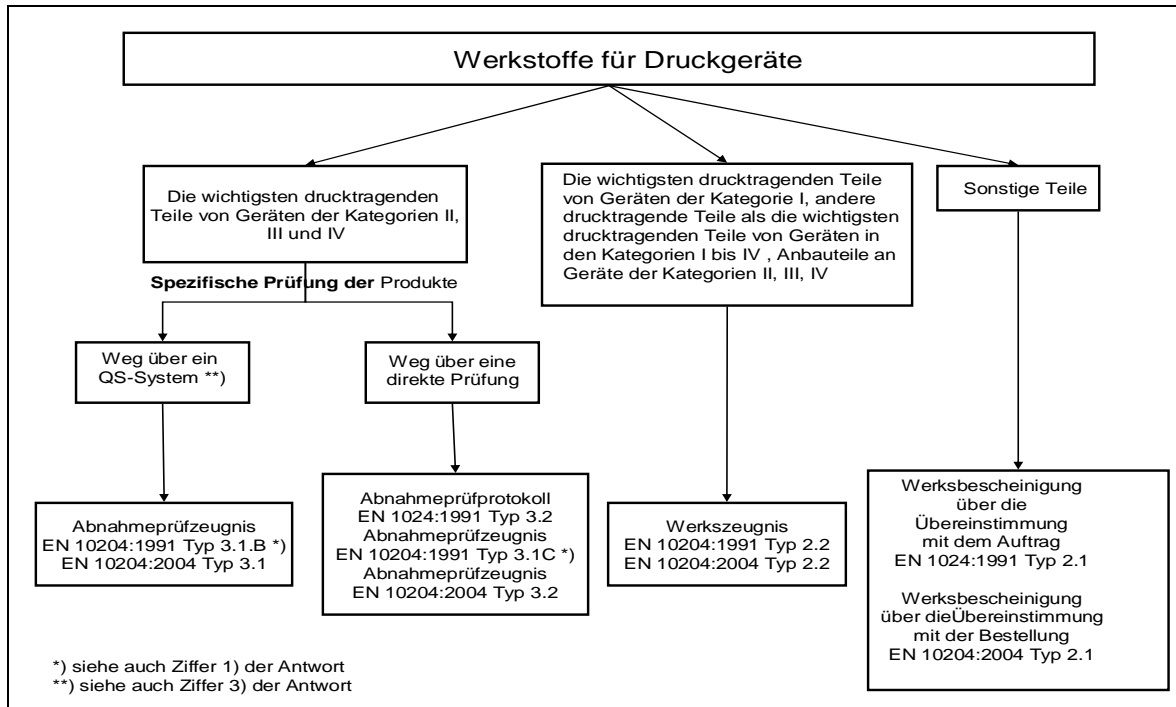 Werkstoffe für Druckgeräte
Die wichtigsten drucktragenden
Teile von Geräten der Kategorien II,
III und IV
Die wichtigsten drucktragenden Teile
von Geräten der Kategorie I, andere
drucktragende Teile als die wichtigsten
drucktragenden Teile von Geräten in
den Kategorien I bis IV , Anbauteile an
Geräte der Kategorien II, III, IV
Sonstige Teile
Spezifische Prüfung der Produkte
Weg über ein
QS-System **)
Weg über eine
direkte Prüfung
Abnahmeprüfzeugnis
EN 10204:1991 Typ 3.1.B *)
EN 10204:2004 Typ 3.1
Abnahmeprüfprotokoll
EN 1024:1991 Typ 3.2
Abnahmeprüfzeugnis
EN 10204:1991 Typ 3.1C *)
Abnahmeprüfzeugnis
EN 10204:2004 Typ 3.2
Werkszeugnis
EN 10204:1991 Typ 2.2
EN 10204:2004 Typ 2.2
Werksbescheinigung
über die
Übereinstimmung
mit dem Auftrag
EN 1024:1991 Typ 2.1
Werksbescheinigung
über dieÜbereinstimmung
mit der Bestellung
EN 10204:2004 Typ 2.1
*) siehe auch Ziffer 1) der Antwort
**) siehe auch Ziffer 3) der Antwort